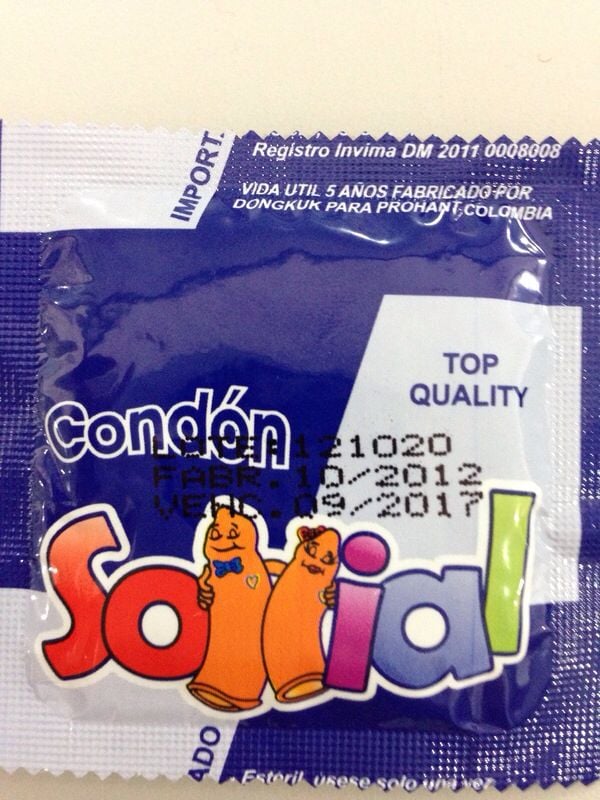 IMPORT.
Registro Invima DM 2011 0008008
VIDA UTIL 5 AÑOS FABRICADO POR
DONGKUK PARA PROHANT, COLOMBIA
TOP
QUALITY
Condón
LOTE: 121020
FABR. 10/2012
VENC. 09/2017
Social
ADO
Esteril, usese solo una vez